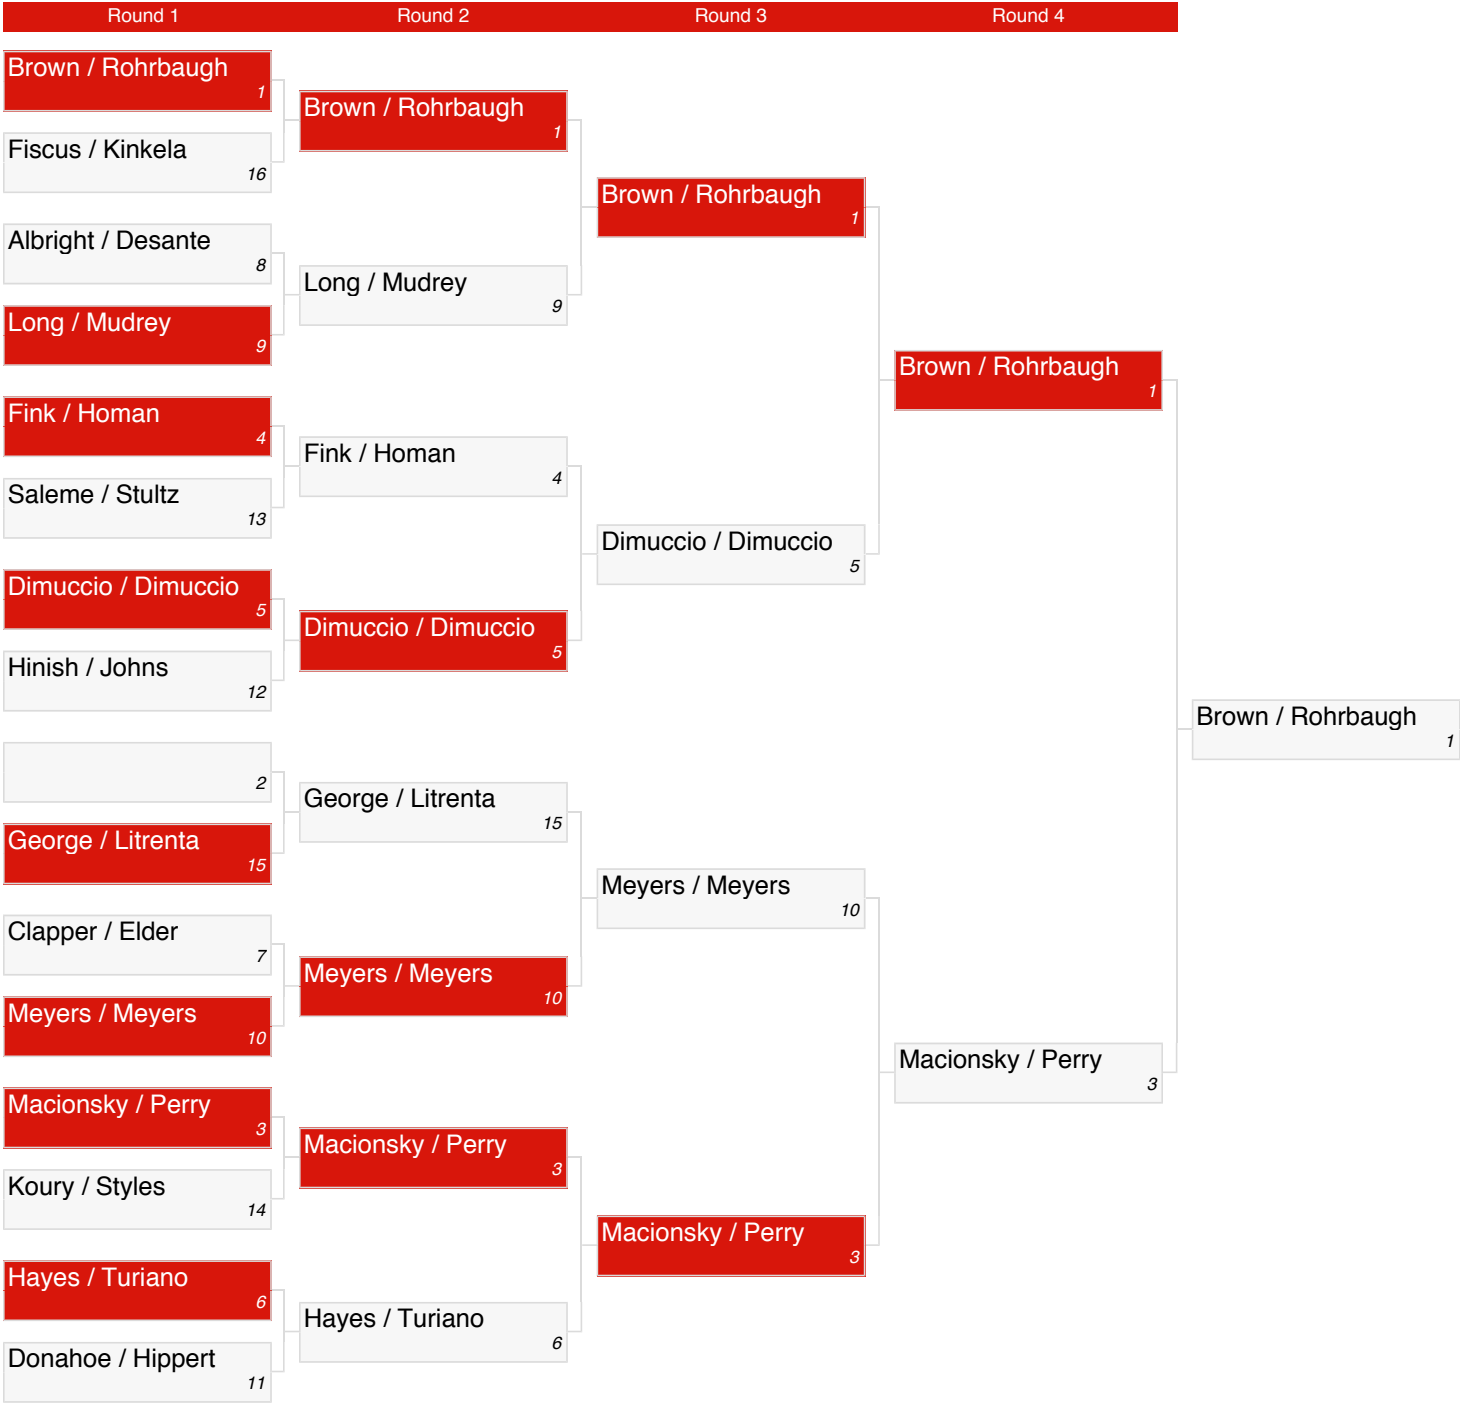 Round 1
Round 2
Round 3
Round 4
Brown / Rohrbaugh
1
Fiscus / Kinkela
16
Albright / Desante
8
Long / Mudrey
9
Fink / Homan
4
Saleme / Stultz
13
Dimuccio / Dimuccio
5
Hinish / Johns
12
2
George / Litrenta
15
Clapper / Elder
7
Meyers / Meyers
10
Macionsky / Perry
3
Koury / Styles
14
Hayes / Turiano
6
Donahoe / Hippert
11
Brown / Rohrbaugh
1
Long / Mudrey
9
Fink / Homan
4
Dimuccio / Dimuccio
5
George / Litrenta
15
Meyers / Meyers
10
Macionsky / Perry
3
Hayes / Turiano
6
Brown / Rohrbaugh
1
Dimuccio / Dimuccio
5
Meyers / Meyers
10
Macionsky / Perry
3
Brown / Rohrbaugh
1
Macionsky / Perry
3
Brown / Rohrbaugh
1